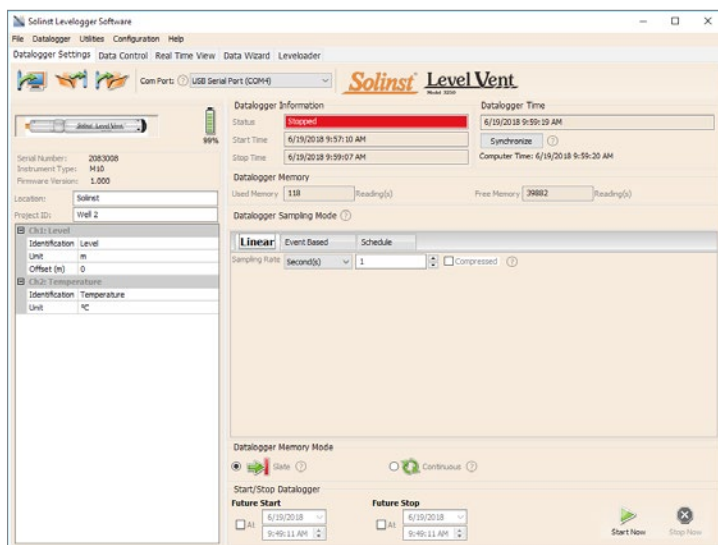 Solinst Levelogger Software
File Datalogger Utilities Configuration Help
Datalogger Settings Data Control Real Time View Data Wizard Leveloader
Com Port: ? USB Serial Port (COM4) Solinst LevelVent
Model 3250
Solinst LevelVent
99%
Serial Number: 2083008
Instrument Type: M10
Firmware Version: 1.000
Location: Solinst
Project ID: Well 2
Ch1: Level
Identification Level
Unit m
Offset (m) 0
Ch2: Temperature
Identification Temperature
Unit °C
Datalogger Information
Status Stopped
Start Time 6/19/2018 9:57:10 AM
Stop Time 6/19/2018 9:59:07 AM
Datalogger Time
6/19/2018 9:59:19 AM
Synchronize ?
Computer Time: 6/19/2018 9:59:20 AM
Datalogger Memory
Used Memory 118 Reading(s) Free Memory 39882 Reading(s)
Datalogger Sampling Mode ?
Linear Event Based Schedule
Sampling Rate Second(s) 1 Compressed ?
Datalogger Memory Mode
Slate ? Continuous ?
Start/Stop Datalogger
Future Start Future Stop
At 6/19/2018 At 6/19/2018
9:49:11 AM 9:49:11 AM
Start Now Stop Now